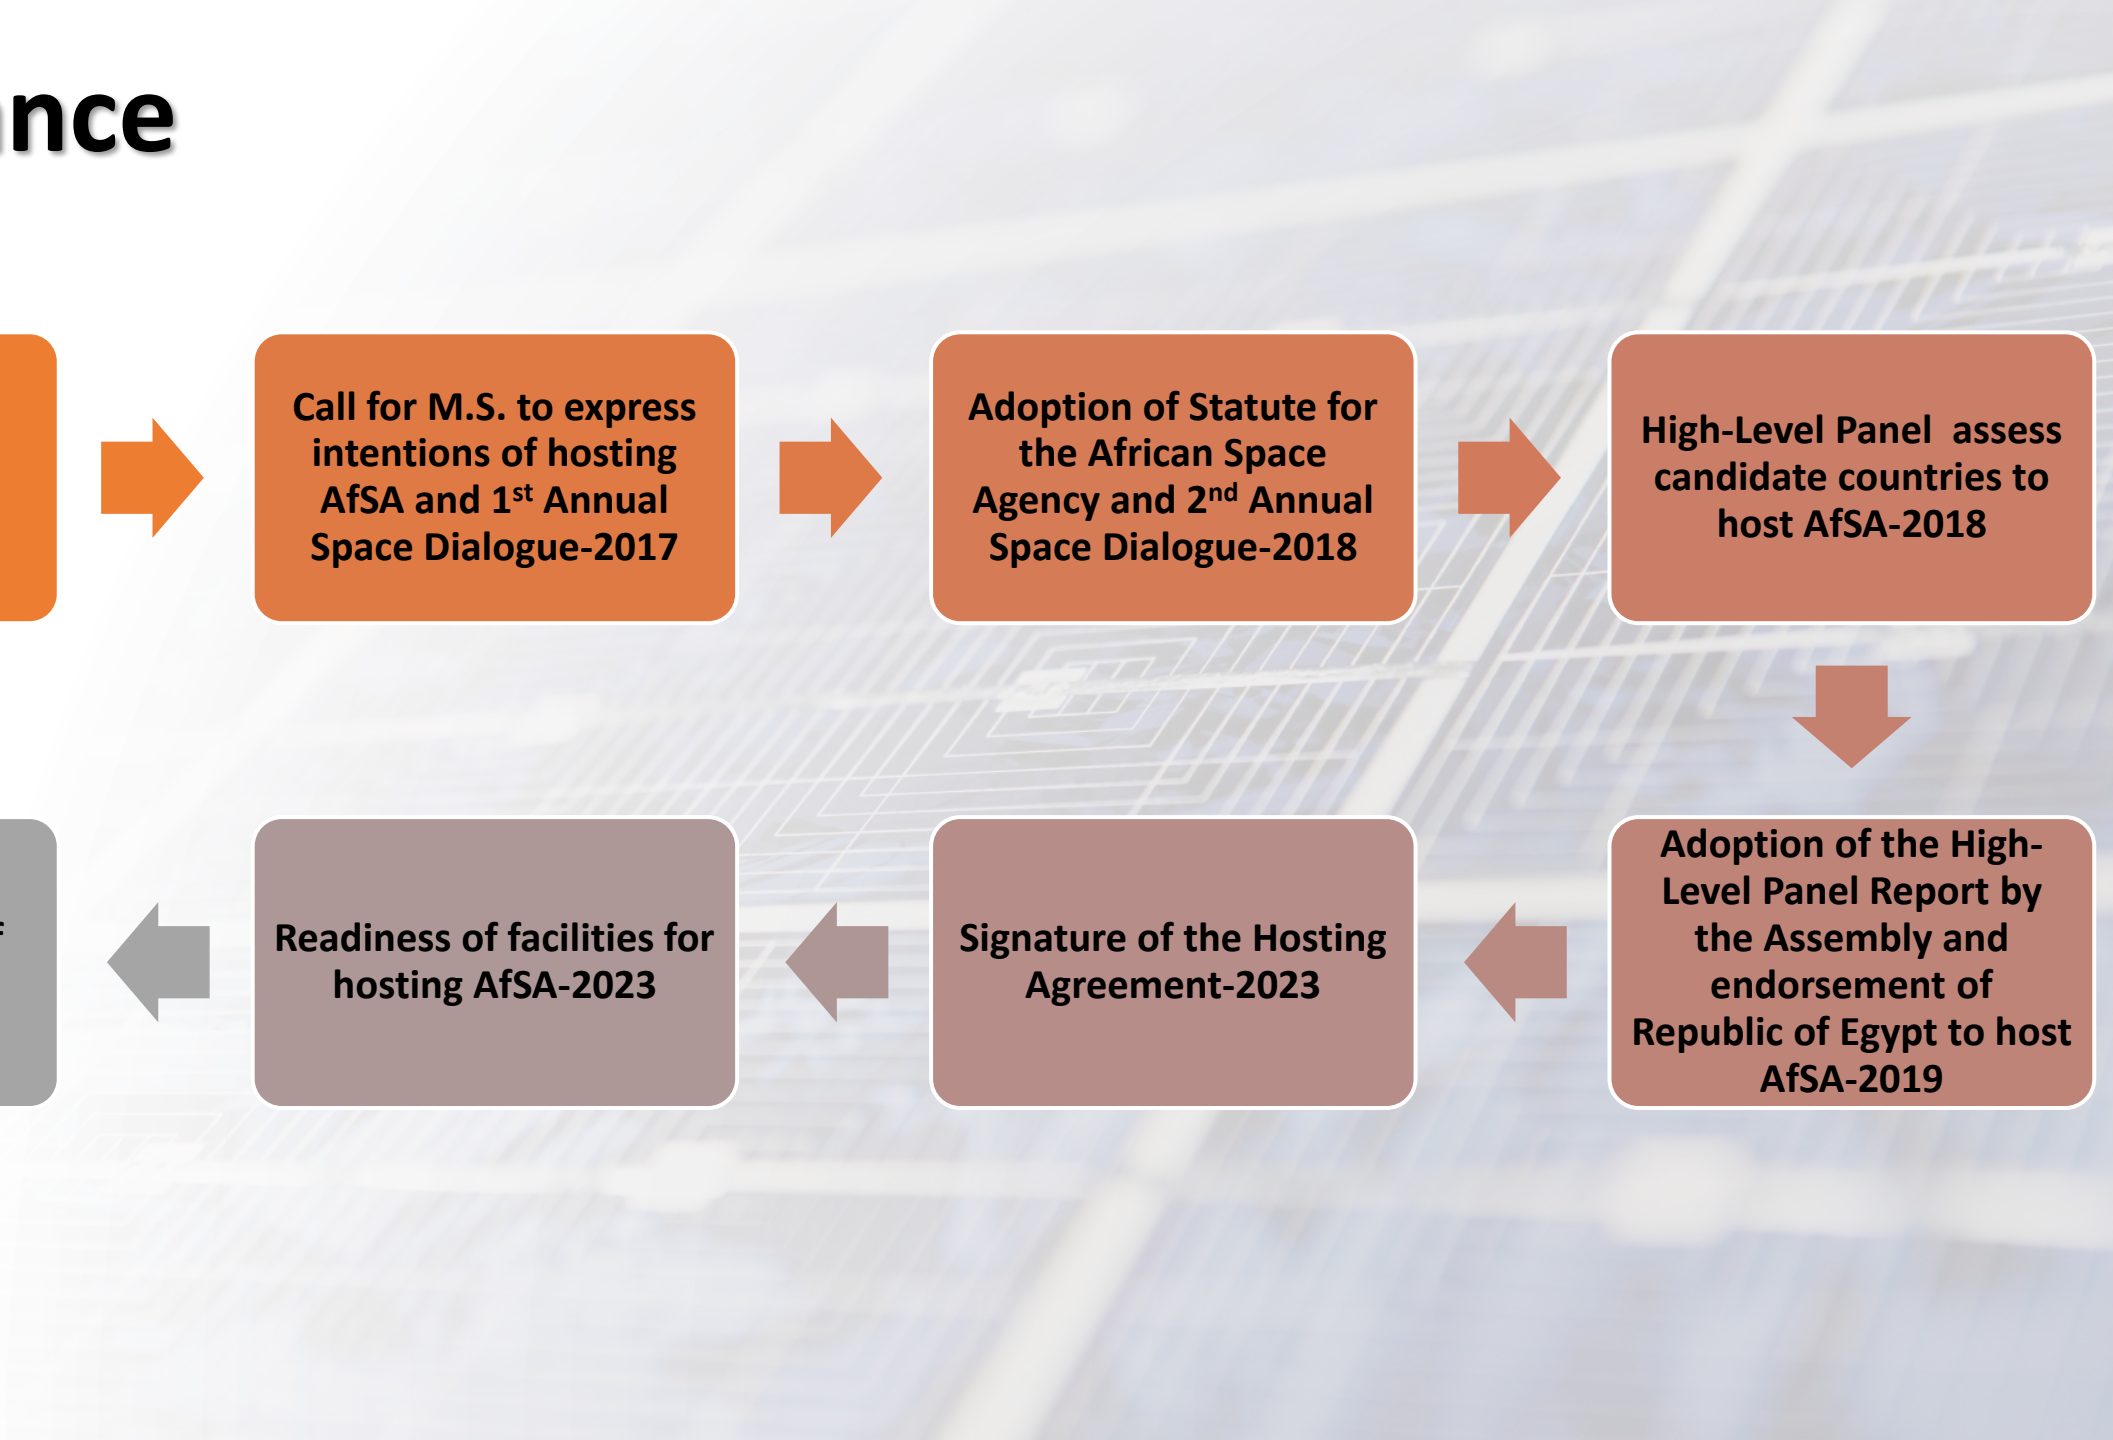 Call for M.S. to express
intentions of hosting
AfSA and 1st Annual
Space Dialogue-2017
Adoption of Statute for
the African Space
Agency and 2nd Annual
Space Dialogue-2018
High-Level Panel  assess
candidate countries to
host AfSA-2018
Adoption of the High-
Level Panel Report by
the Assembly and
endorsement of
Republic of Egypt to host
AfSA-2019
Signature of the Hosting
Agreement-2023
Readiness of facilities for
hosting AfSA-2023